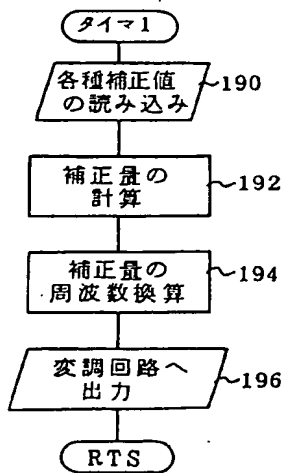 タイマ1
各種補正値
の読み込み
190
補正量の
計算
192
補正量の
周波数換算
194
変調回路へ
出力
196
RTS